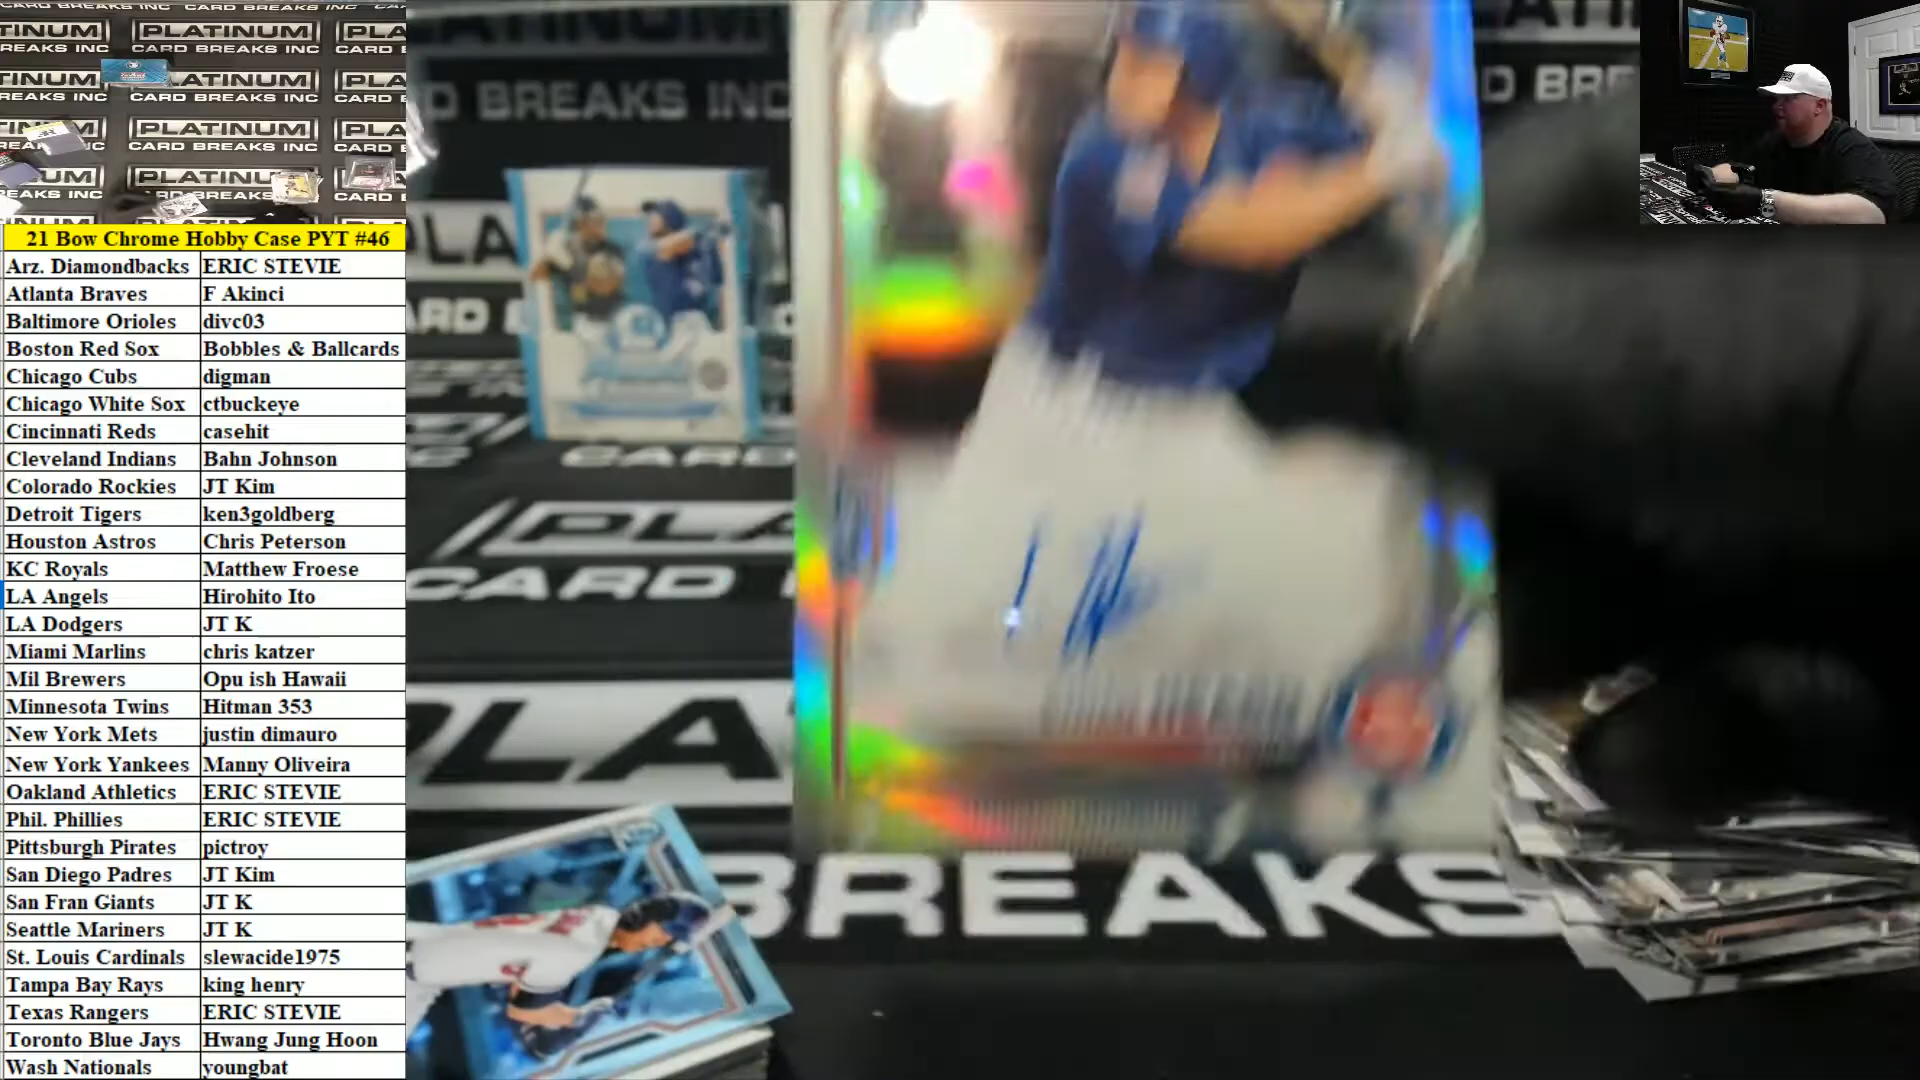 PLATINUM
CARD BREAKS INC
21 Bow Chrome Hobby Case PYT #46
Arz. Diamondbacks ERIC STEVIE
Atlanta Braves F Akinci
Baltimore Orioles divc03
Boston Red Sox Bobbles & Ballcards
Chicago Cubs digman
Chicago White Sox ctbuckeye
Cincinnati Reds casehit
Cleveland Indians Bahn Johnson
Colorado Rockies JT Kim
Detroit Tigers ken3goldberg
Houston Astros Chris Peterson
KC Royals Matthew Froese
LA Angels Hirohito Ito
LA Dodgers JT K
Miami Marlins chris katzer
Mil Brewers Opu ish Hawaii
Minnesota Twins Hitman 353
New York Mets justin dimauro
New York Yankees Manny Oliveira
Oakland Athletics ERIC STEVIE
Phil. Phillies ERIC STEVIE
Pittsburgh Pirates pictroy
San Diego Padres JT Kim
San Fran Giants JT K
Seattle Mariners JT K
St. Louis Cardinals slewacide1975
Tampa Bay Rays king henry
Texas Rangers ERIC STEVIE
Toronto Blue Jays Hwang Jung Hoon
Wash Nationals youngbat
D BREAKS INC
CARD
BREAKS